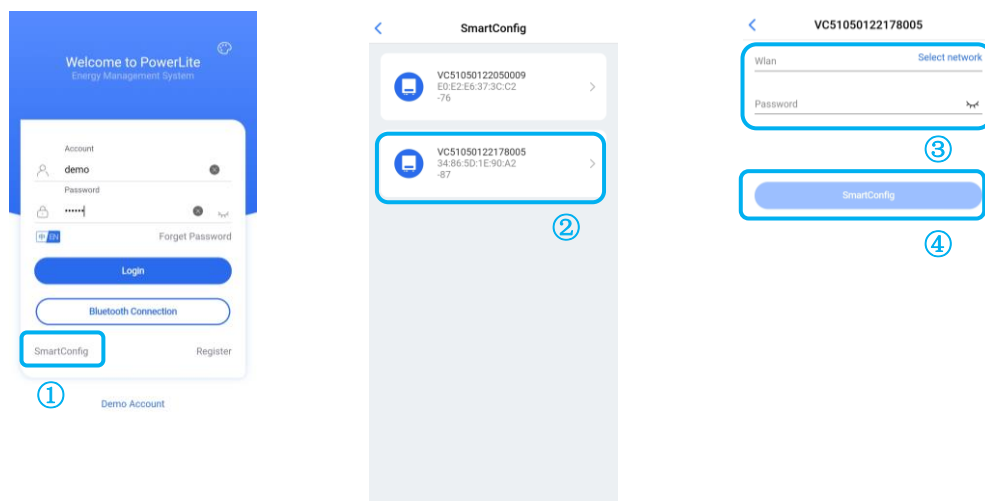 Welcome to PowerLite
Energy Management System
Account
demo
Password
••••••
中 EN
Forget Password
Login
Bluetooth Connection
SmartConfig
Register
①
Demo Account
SmartConfig
VC51050122050009
E0:E2:E6:37:3C:C2
-76
VC51050122178005
34:86:5D:1E:90:A2
-87
②
VC51050122178005
Wlan
Select network
Password
③
SmartConfig
④